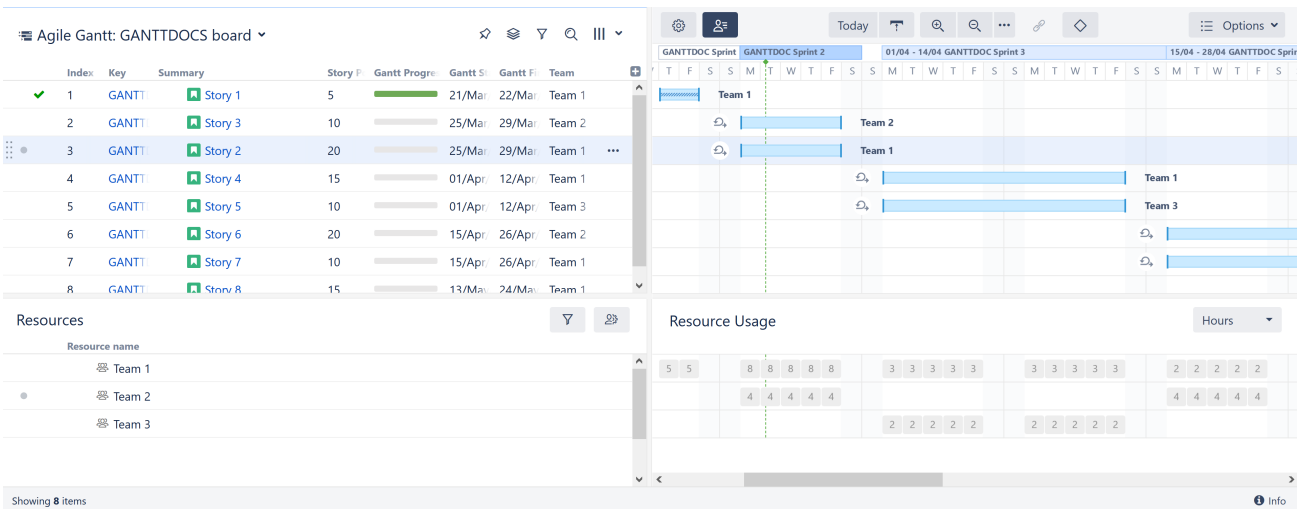 Agile Gantt: GANTTDOCS board
Index Key Summary Story P Gantt Progre Gantt St Gantt Fi Team
1 GANTT Story 1 5 21/Mar 22/Mar Team 1
2 GANTT Story 3 10 25/Mar 29/Mar Team 2
3 GANTT Story 2 20 25/Mar 29/Mar Team 1 •••
4 GANTT Story 4 15 01/Apr/ 12/Apr/ Team 1
5 GANTT Story 5 10 01/Apr/ 12/Apr/ Team 3
6 GANTT Story 6 20 15/Apr/ 26/Apr/ Team 2
7 GANTT Story 7 10 15/Apr/ 26/Apr/ Team 1
8 GANTT Story 8 15 13/May 24/May Team 1
Today ••• Options
GANTTDOC Sprint GANTTDOC Sprint 2 01/04 - 14/04 GANTTDOC Sprint 3 15/04 - 28/04 GANTTDOC Sprin
T F S S M T W T F S S M T W T F S S M T W T F S S M T W T F S
Team 1
Team 2
Team 1
Team 1
Team 3
Resources
Resource name
Team 1
Team 2
Team 3
Resource Usage Hours
5 5 8 8 8 8 8 3 3 3 3 3 3 3 3 3 3 2 2 2 2 2
4 4 4 4 4 4 4 4 4 4
2 2 2 2 2 2 2 2 2 2
Showing 8 items
Info